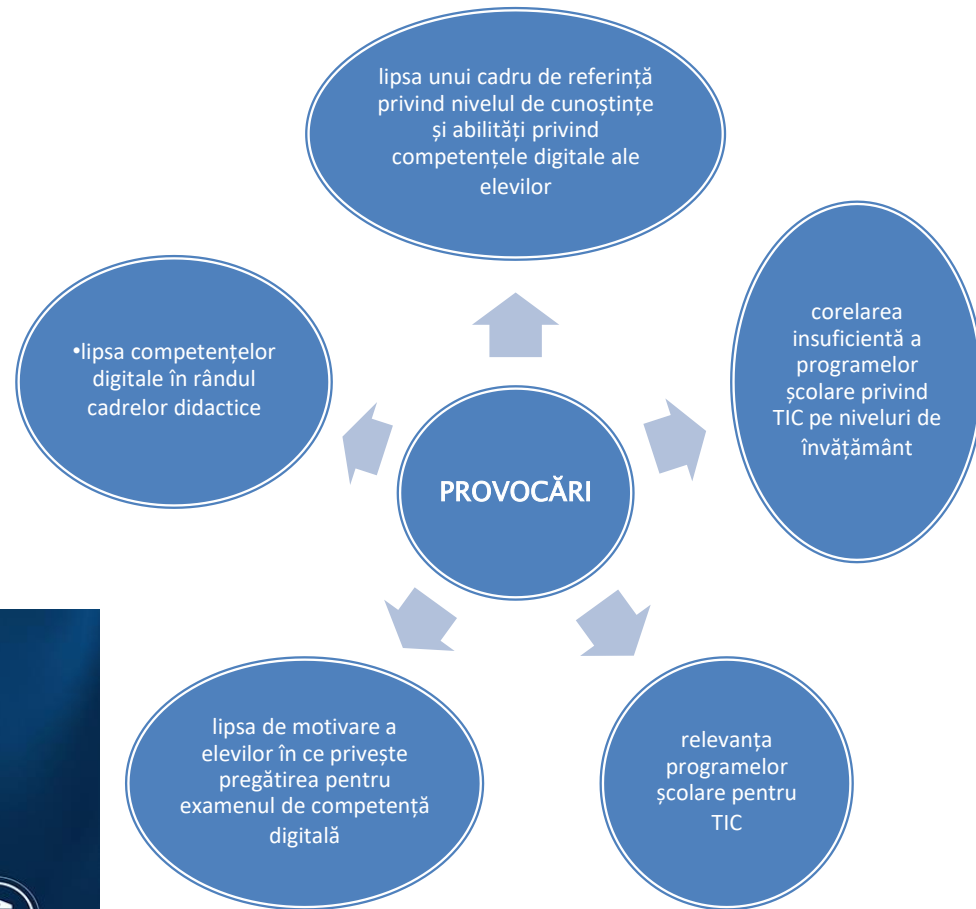 lipsa unui cadru de referință
privind nivelul de cunoștințe
și abilități privind
competențele digitale ale
elevilor
corelarea
insuficientă a
programelor
școlare privind
TIC pe niveluri de
învățământ
•lipsa competențelor
digitale în rândul
cadrelor didactice
PROVOCĂRI
lipsa de motivare a
elevilor în ce privește
pregătirea pentru
examenul de competență
digitală
relevanța
programelor
școlare pentru
TIC